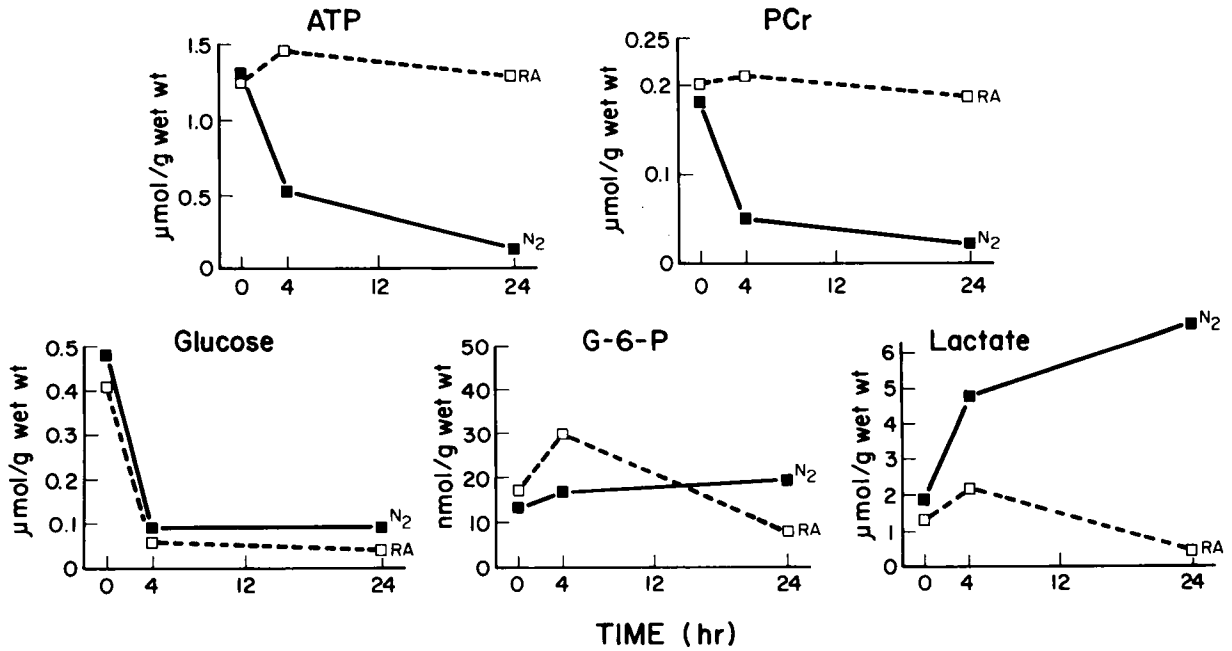 ATP
µmol/g wet wt
1.5
1.0
0.5
0
0 4 12 24
RA
N2
PCr
µmol/g wet wt
0.25
0.2
0.1
0
0 4 12 24
RA
N2
Glucose
µmol/g wet wt
0.5
0.4
0.3
0.2
0.1
0
0 4 12 24
N2
RA
G-6-P
nmol/g wet wt
50
40
30
20
10
0
0 4 12 24
N2
RA
Lactate
µmol/g wet wt
6
5
4
3
2
1
0
0 4 12 24
N2
RA
TIME (hr)